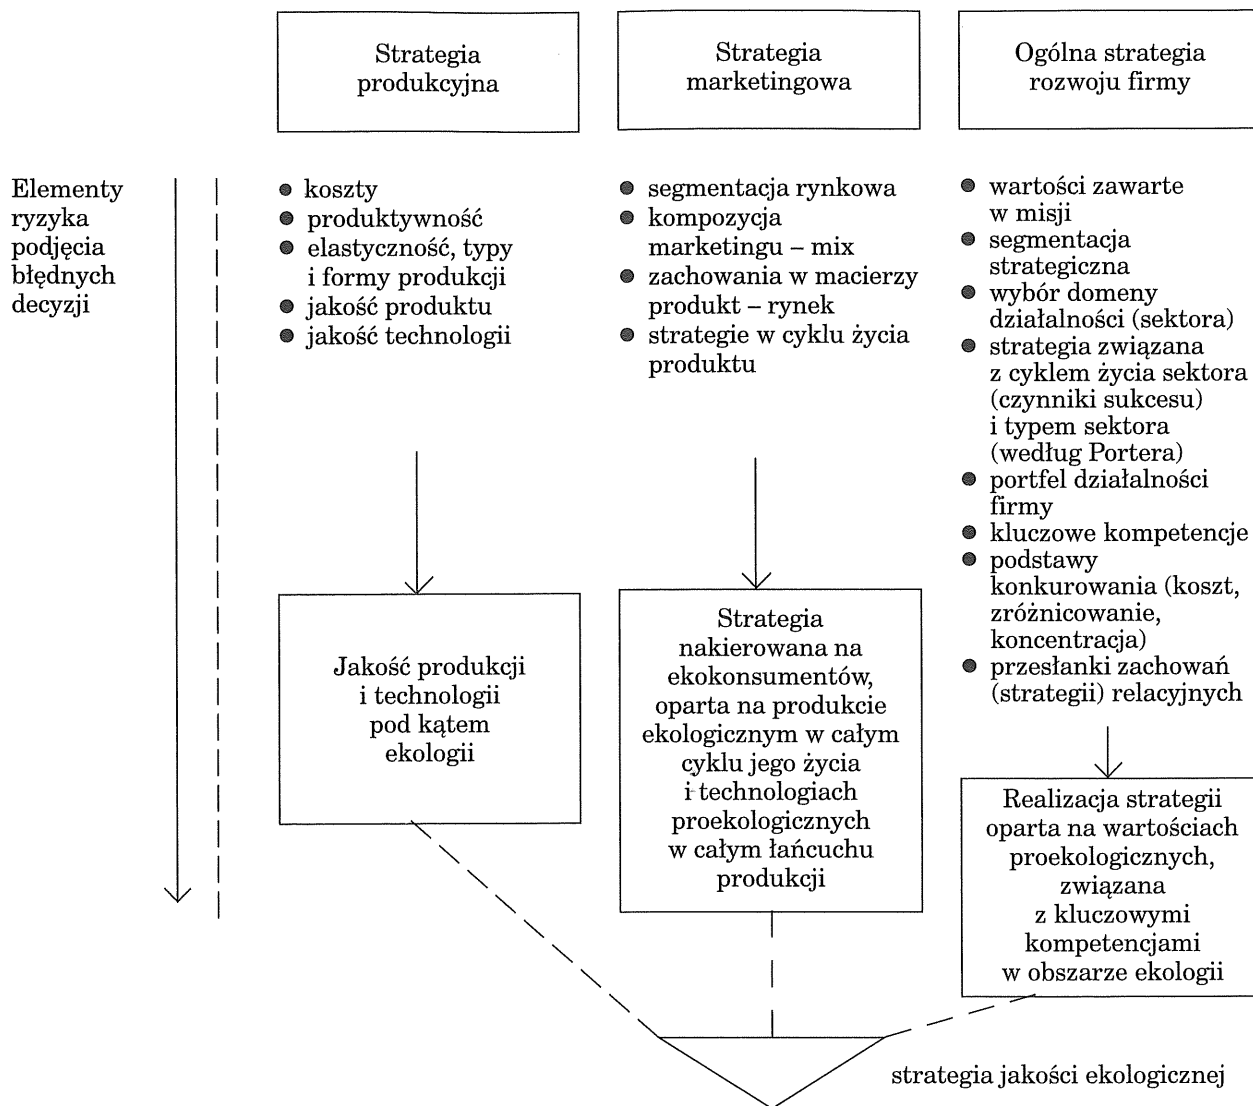 Strategia
produkcyjna
Strategia
marketingowa
Ogólna strategia
rozwoju firmy
Elementy
ryzyka
podjęcia
błędnych
decyzji
● koszty
● produktywność
● elastyczność, typy
i formy produkcji
● jakość produktu
● jakość technologii
● segmentacja rynkowa
● kompozycja
marketingu – mix
● zachowania w macierzy
produkt – rynek
● strategie w cyklu życia
produktu
● wartości zawarte
w misji
● segmentacja
strategiczna
● wybór domeny
działalności (sektora)
● strategia związana
z cyklem życia sektora
(czynniki sukcesu)
i typem sektora
(według Portera)
● portfel działalności
firmy
● kluczowe kompetencje
● podstawy
konkurowania (koszt,
zróżnicowanie,
koncentracja)
● przesłanki zachowań
(strategii) relacyjnych
Jakość produkcji
i technologii
pod kątem
ekologii
Strategia
nakierowana na
ekokonsumentów,
oparta na produkcie
ekologicznym w całym
cyklu jego życia
i technologiach
proekologicznych
w całym łańcuchu
produkcji
Realizacja strategii
oparta na wartościach
proekologicznych,
związana
z kluczowymi
kompetencjami
w obszarze ekologii
strategia jakości ekologicznej